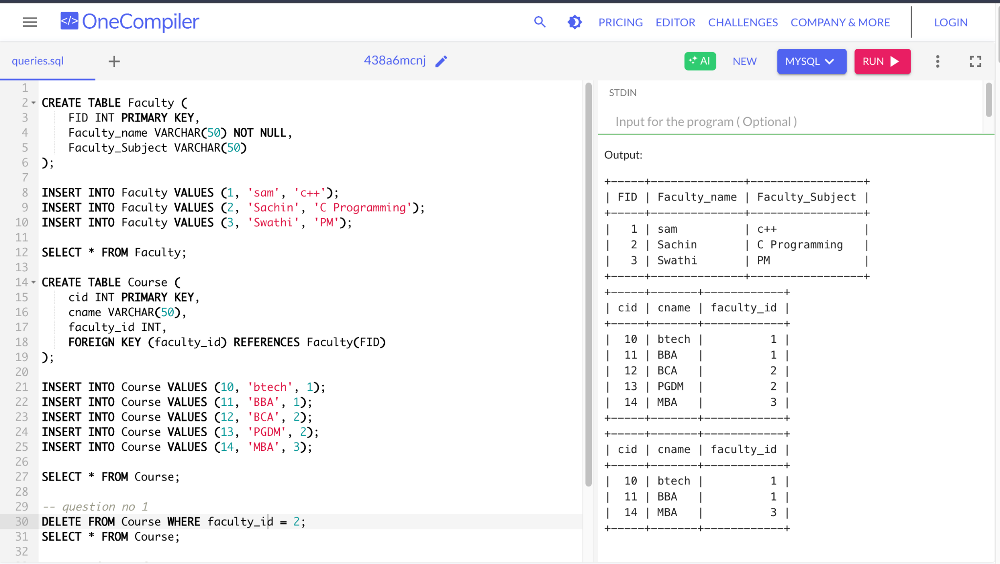 </> OneCompiler
PRICING EDITOR CHALLENGES COMPANY & MORE LOGIN
queries.sql + 438a6mcnj AI NEW MYSQL RUN
1
2 CREATE TABLE Faculty (
3 FID INT PRIMARY KEY,
4 Faculty_name VARCHAR(50) NOT NULL,
5 Faculty_Subject VARCHAR(50)
6 );
7
8 INSERT INTO Faculty VALUES (1, 'sam', 'c++');
9 INSERT INTO Faculty VALUES (2, 'Sachin', 'C Programming');
10 INSERT INTO Faculty VALUES (3, 'Swathi', 'PM');
11
12 SELECT * FROM Faculty;
13
14 CREATE TABLE Course (
15 cid INT PRIMARY KEY,
16 cname VARCHAR(50),
17 faculty_id INT,
18 FOREIGN KEY (faculty_id) REFERENCES Faculty(FID)
19 );
20
21 INSERT INTO Course VALUES (10, 'btech', 1);
22 INSERT INTO Course VALUES (11, 'BBA', 1);
23 INSERT INTO Course VALUES (12, 'BCA', 2);
24 INSERT INTO Course VALUES (13, 'PGDM', 2);
25 INSERT INTO Course VALUES (14, 'MBA', 3);
26
27 SELECT * FROM Course;
28
29 -- question no 1
30 DELETE FROM Course WHERE faculty_id = 2;
31 SELECT * FROM Course;
32
STDIN
Input for the program ( Optional )
Output:
+-----+--------------+-----------------+
| FID | Faculty_name | Faculty_Subject |
+-----+--------------+-----------------+
| 1 | sam | c++ |
| 2 | Sachin | C Programming |
| 3 | Swathi | PM |
+-----+--------------+-----------------+
+-----+-------+------------+
| cid | cname | faculty_id |
+-----+-------+------------+
| 10 | btech | 1 |
| 11 | BBA | 1 |
| 12 | BCA | 2 |
| 13 | PGDM | 2 |
| 14 | MBA | 3 |
+-----+-------+------------+
+-----+-------+------------+
| cid | cname | faculty_id |
+-----+-------+------------+
| 10 | btech | 1 |
| 11 | BBA | 1 |
| 14 | MBA | 3 |
+-----+-------+------------+